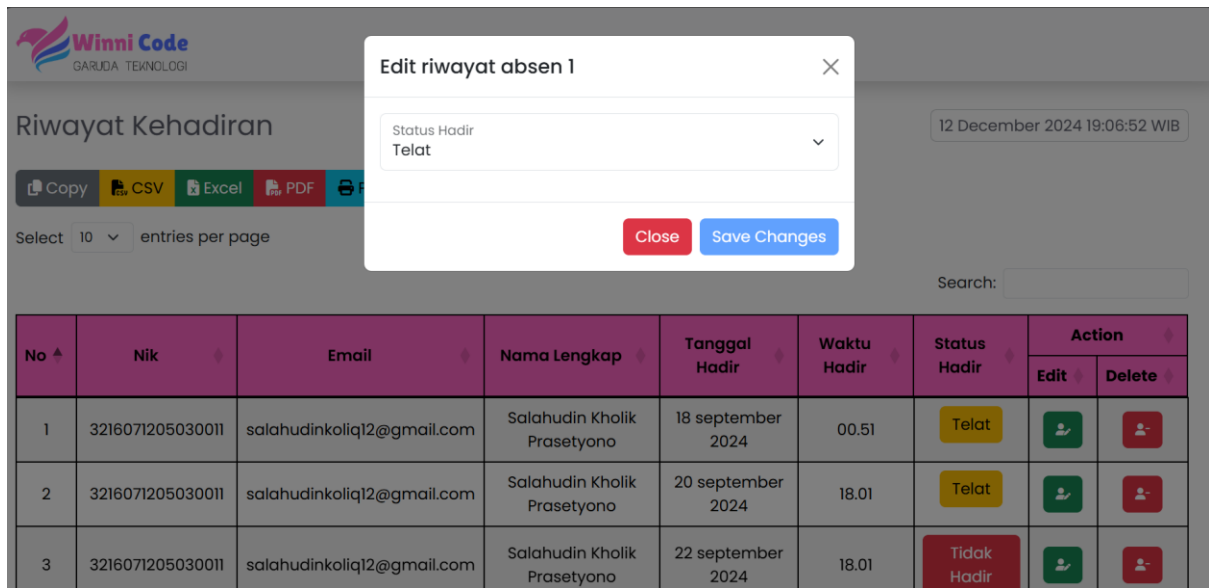 Winni Code
GARUDA TEKNOLOGI
Edit riwayat absen 1
Status Hadir
Telat
Close
Save Changes
Riwayat Kehadiran
12 December 2024 19:06:52 WIB
Copy CSV Excel PDF
Select 10 entries per page
Search:
No Nik Email Nama Lengkap Tanggal Hadir Waktu Hadir Status Hadir Action
Edit Delete
1 3216071205030011 salahudinkoliq12@gmail.com Salahudin Kholik Prasetyono 18 september 2024 00.51 Telat
2 3216071205030011 salahudinkoliq12@gmail.com Salahudin Kholik Prasetyono 20 september 2024 18.01 Telat
3 3216071205030011 salahudinkoliq12@gmail.com Salahudin Kholik Prasetyono 22 september 2024 18.01 Tidak Hadir